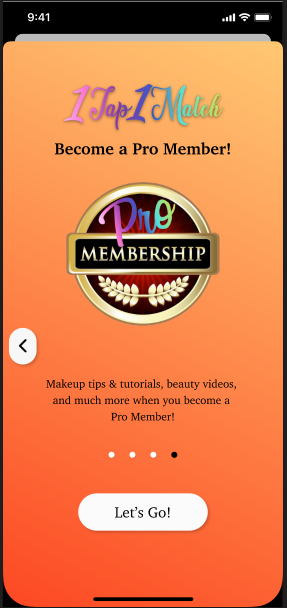 9:41
1Tap1Match
Become a Pro Member!
Pro
MEMBERSHIP
Makeup tips & tutorials, beauty videos,
and much more when you become a
Pro Member!
Let's Go!